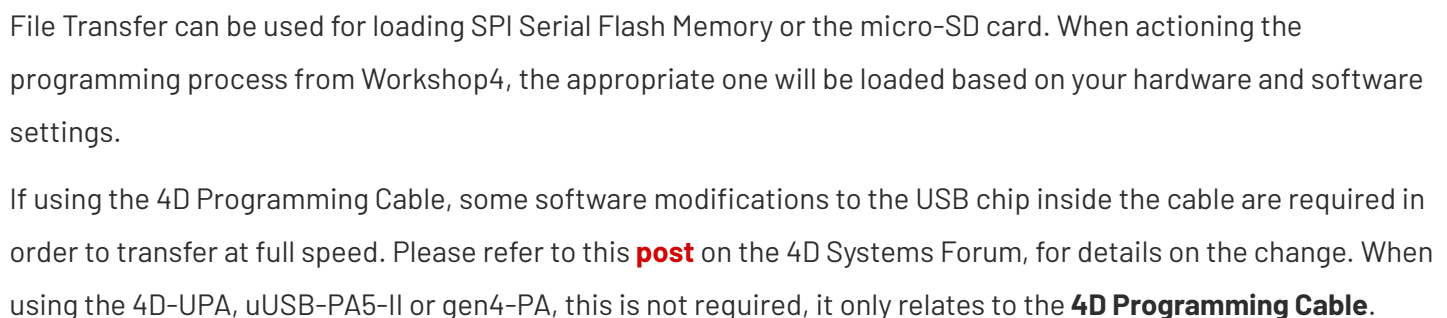 File Transfer can be used for loading SPI Serial Flash Memory or the micro-SD card. When actioning the
programming process from Workshop4, the appropriate one will be loaded based on your hardware and software
settings.
If using the 4D Programming Cable, some software modifications to the USB chip inside the cable are required in
order to transfer at full speed. Please refer to this post on the 4D Systems Forum, for details on the change. When
using the 4D-UPA, uUSB-PA5-II or gen4-PA, this is not required, it only relates to the 4D Programming Cable.